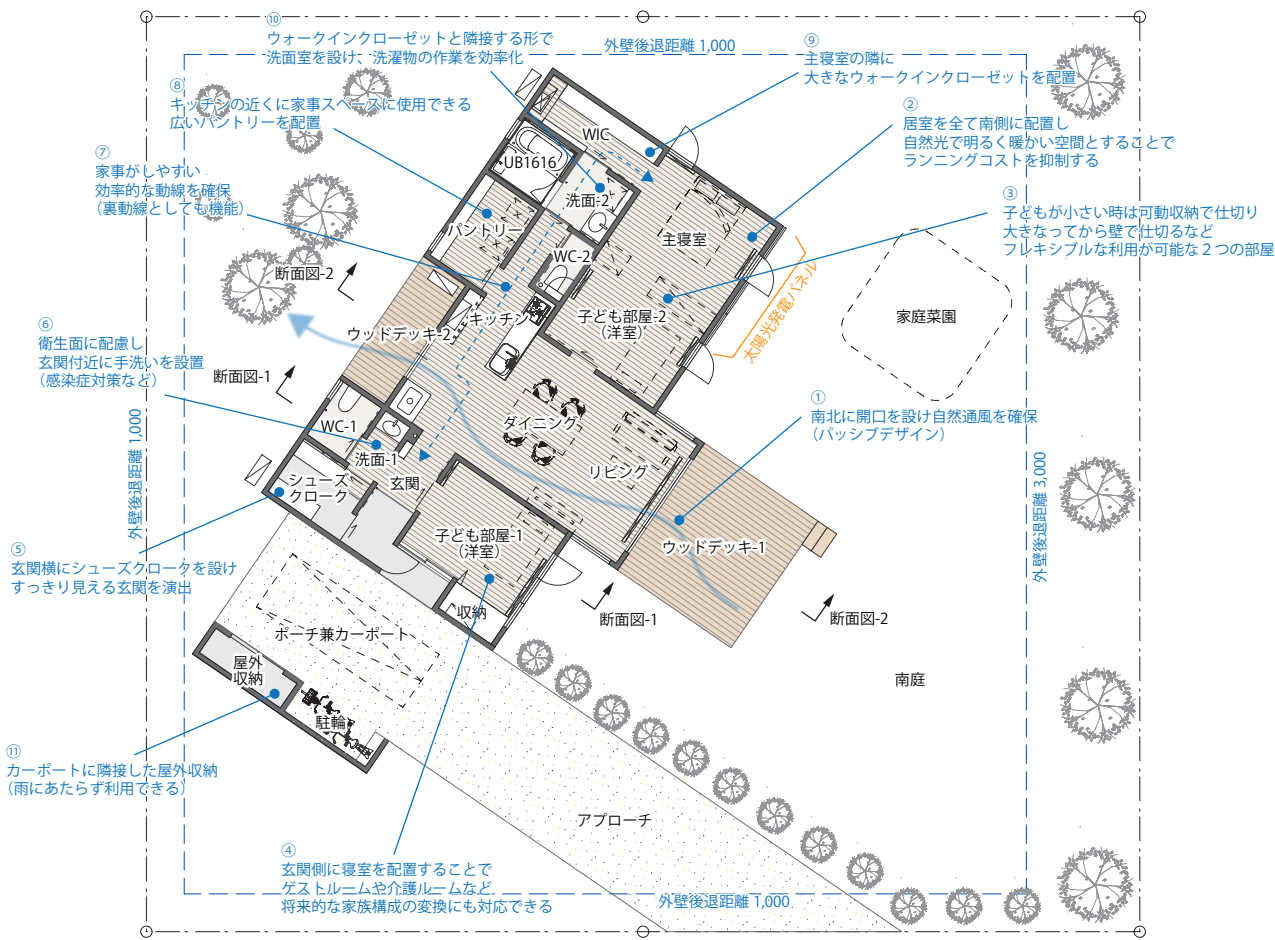 ⑩
ウォークインクローゼットと隣接する形で
洗面室を設け、洗濯物の作業を効率化
外壁後退距離 1,000
⑨
主寝室の隣に
大きなウォークインクローゼットを配置
⑧
キッチンの近くに家事スペースに使用できる
広いパントリーを配置
②
居室を全て南側に配置し
自然光で明るく暖かい空間とすることで
ランニングコストを抑制する
⑦
家事がしやすい
効率的な動線を確保
（裏動線としても機能）
③
子どもが小さい時は可動収納で仕切り
大きなってから壁で仕切るなど
フレキシブルな利用が可能な２つの部屋
WIC
UB1616
洗面-2
パントリー
主寝室
WC-2
断面図-2
太陽光発電パネル
家庭菜園
キッチン
子ども部屋-2
（洋室）
ウッドデッキ-2
⑥
衛生面に配慮し
玄関付近に手洗いを設置
（感染症対策など）
断面図-1
①
南北に開口を設け自然通風を確保
（パッシブデザイン）
外壁後退距離 1,000
WC-1
洗面-1
ダイニング
リビング
シューズ
クローク
玄関
外壁後退距離 3,000
⑤
玄関横にシューズクロークを設け
すっきり見える玄関を演出
子ども部屋-1
（洋室）
ウッドデッキ-1
収納
断面図-1
断面図-2
ポーチ兼カーポート
屋外
収納
駐輪
南庭
⑪
カーポートに隣接した屋外収納
（雨にあたらず利用できる）
アプローチ
④
玄関側に寝室を配置することで
ゲストルームや介護ルームなど
将来的な家族構成の変換にも対応できる
外壁後退距離 1,000